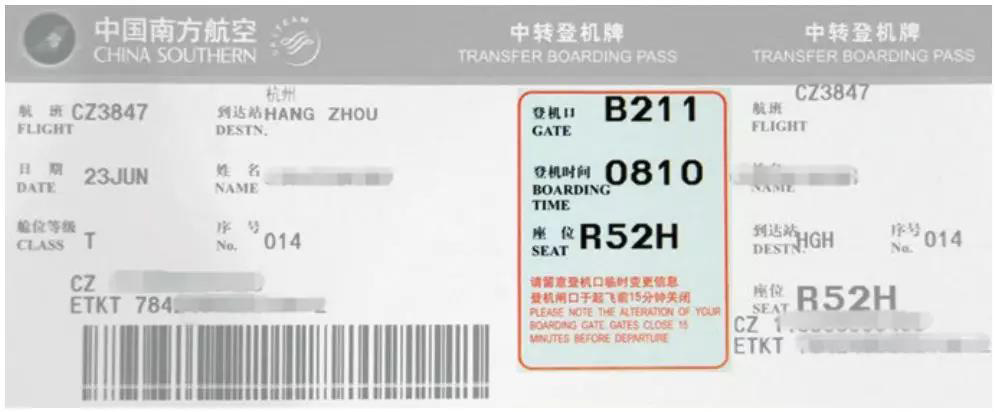 中国南方航空
CHINA SOUTHERN
SKYTEAM
中转登机牌
TRANSFER BOARDING PASS
中转登机牌
TRANSFER BOARDING PASS
航班 CZ3847
FLIGHT
杭州
到达站 HANG ZHOU
DESTN.
日期 23JUN
DATE
姓名
NAME
舱位等级
CLASS T
序号
No. 014
CZ
ETKT 784
登机口 B211
GATE
登机时间 0810
BOARDING
TIME
座位 R52H
SEAT
请留意登机口临时变更信息
登机闸口于起飞前15分钟关闭
PLEASE NOTE THE ALTERATION OF YOUR
BOARDING GATE. GATES CLOSE 15
MINUTES BEFORE DEPARTURE
CZ3847
航班
FLIGHT
姓名
NAME
到达站
DESTN. HGH
序号
No. 014
座位
SEAT R52H
CZ
ETKT